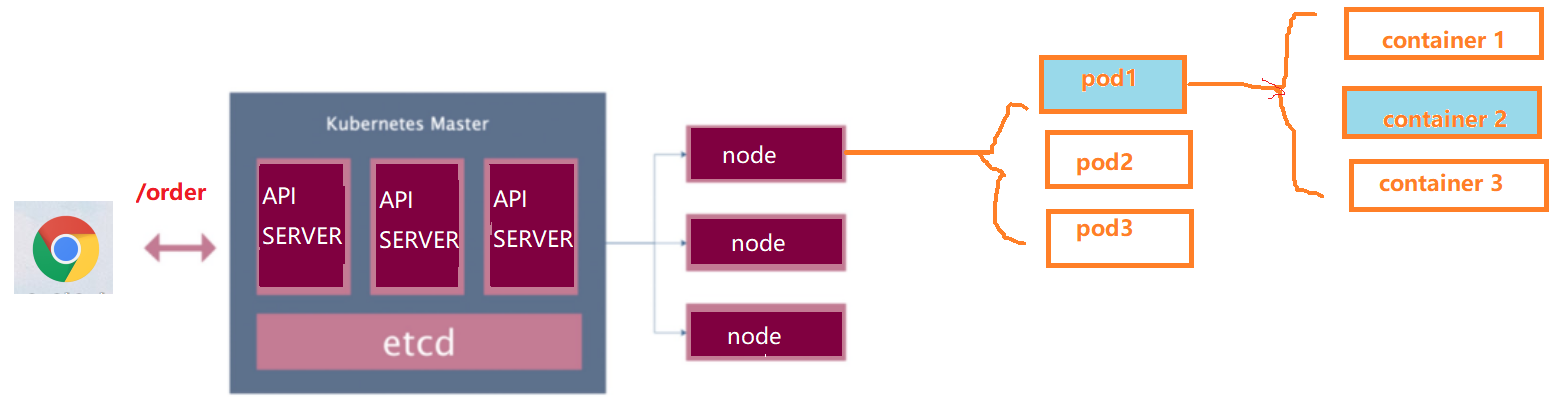 /order
Kubernetes Master
API
SERVER
API
SERVER
API
SERVER
etcd
node
node
node
pod1
pod2
pod3
container 1
container 2
container 3